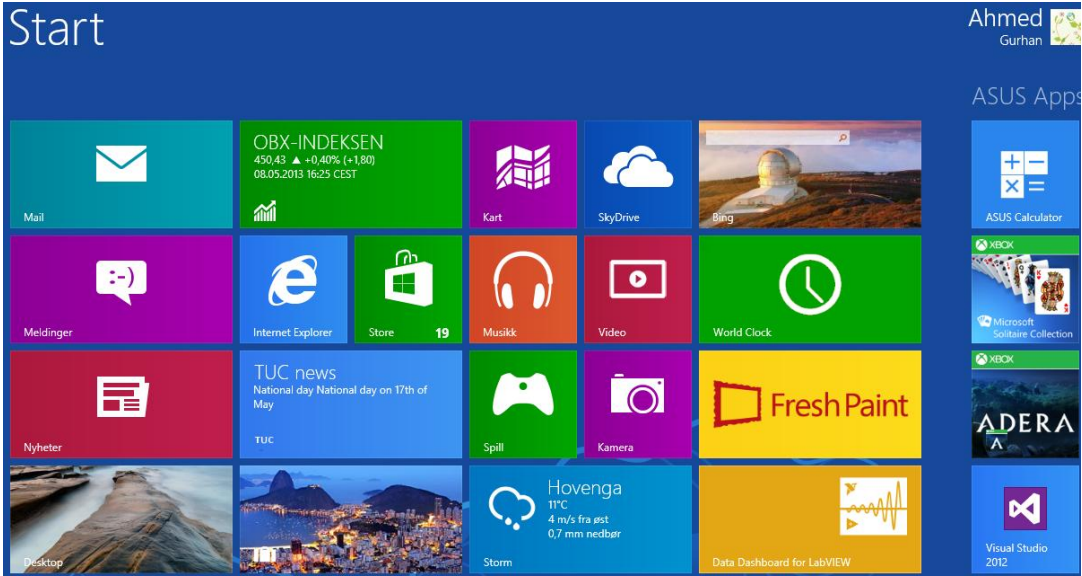 Start
Ahmed
Gurhan
ASUS Apps
Mail
OBX-INDEKSEN
450,43 ▲ +0,40% (+1,80)
08.05.2013 16:25 CEST
Kart
SkyDrive
Bing
ASUS Calculator
Meldinger
Internet Explorer
Store
19
Musikk
Video
World Clock
XBOX
Microsoft
Solitaire Collection
Nyheter
TUC news
National day National day on 17th of
May
TUC
Spill
Kamera
Fresh Paint
XBOX
ADERA
Desktop
Hovenga
11°C
4 m/s fra øst
0,7 mm nedbør
Storm
Data Dashboard for LabVIEW
Visual Studio
2012